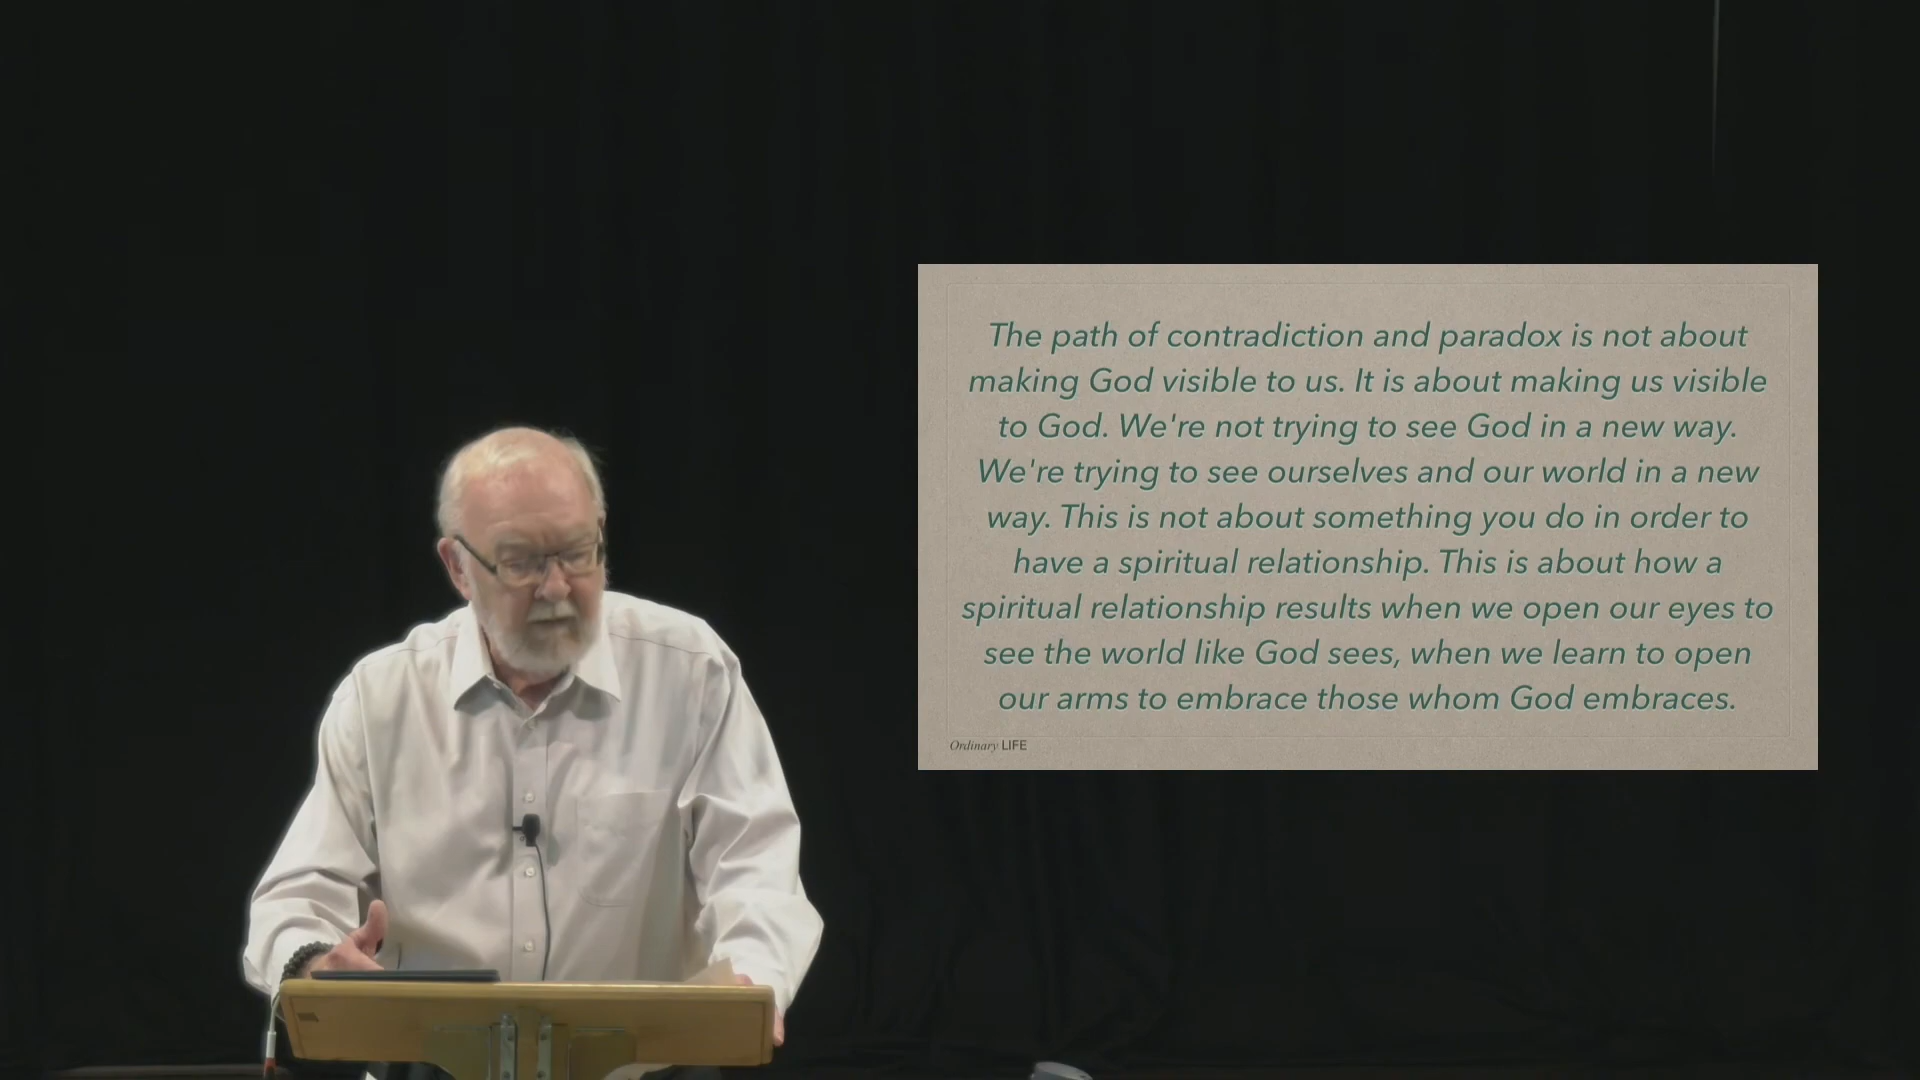 The path of contradiction and paradox is not about
making God visible to us. It is about making us visible
to God. We're not trying to see God in a new way.
We're trying to see ourselves and our world in a new
way. This is not about something you do in order to
have a spiritual relationship. This is about how a
spiritual relationship results when we open our eyes to
see the world like God sees, when we learn to open
our arms to embrace those whom God embraces.
Ordinary LIFE